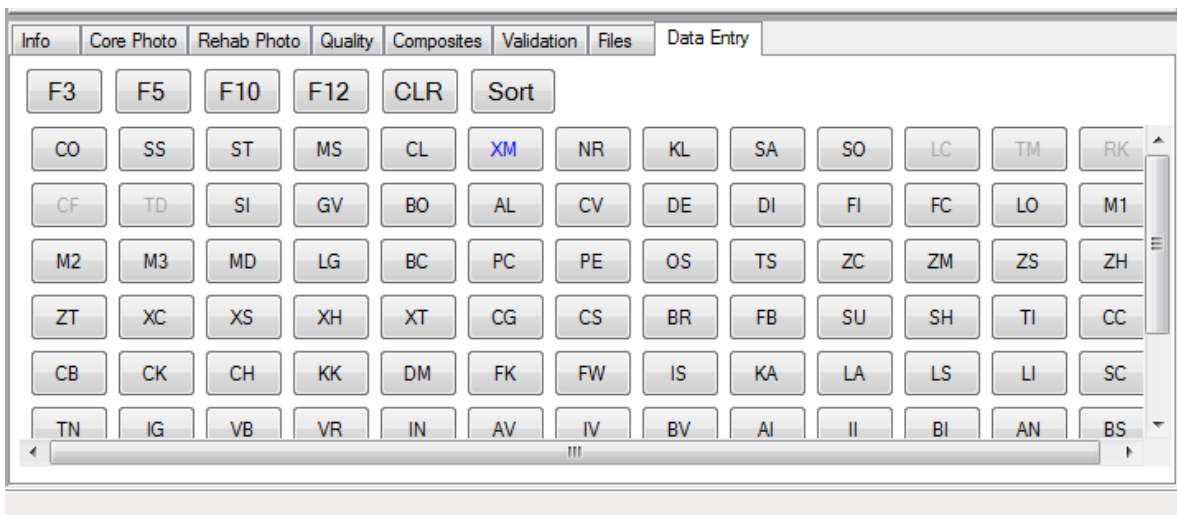 Info Core Photo Rehab Photo Quality Composites Validation Files Data Entry
F3 F5 F10 F12 CLR Sort
CO SS ST MS CL XM NR KL SA SO LC TM RK
CF TD SI GV BO AL CV DE DI FI FC LO M1
M2 M3 MD LG BC PC PE OS TS ZC ZM ZS ZH
ZT XC XS XH XT CG CS BR FB SU SH TI CC
CB CK CH KK DM FK FW IS KA LA LS LI SC
TN IG VB VR IN AV IV BV AI II BI AN BS